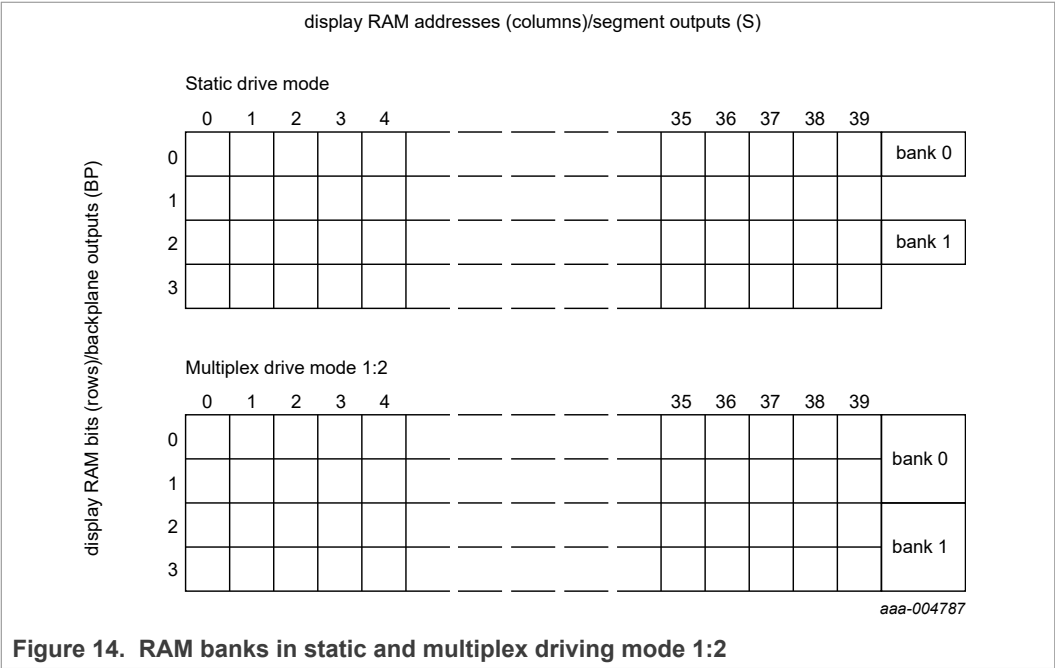 display RAM addresses (columns)/segment outputs (S)
display RAM bits (rows)/backplane outputs (BP)
Static drive mode
0 1 2 3 4 35 36 37 38 39
0 bank 0
1
2 bank 1
3
Multiplex drive mode 1:2
0 1 2 3 4 35 36 37 38 39
0
bank 0
1
2
bank 1
3
aaa-004787
Figure 14. RAM banks in static and multiplex driving mode 1:2